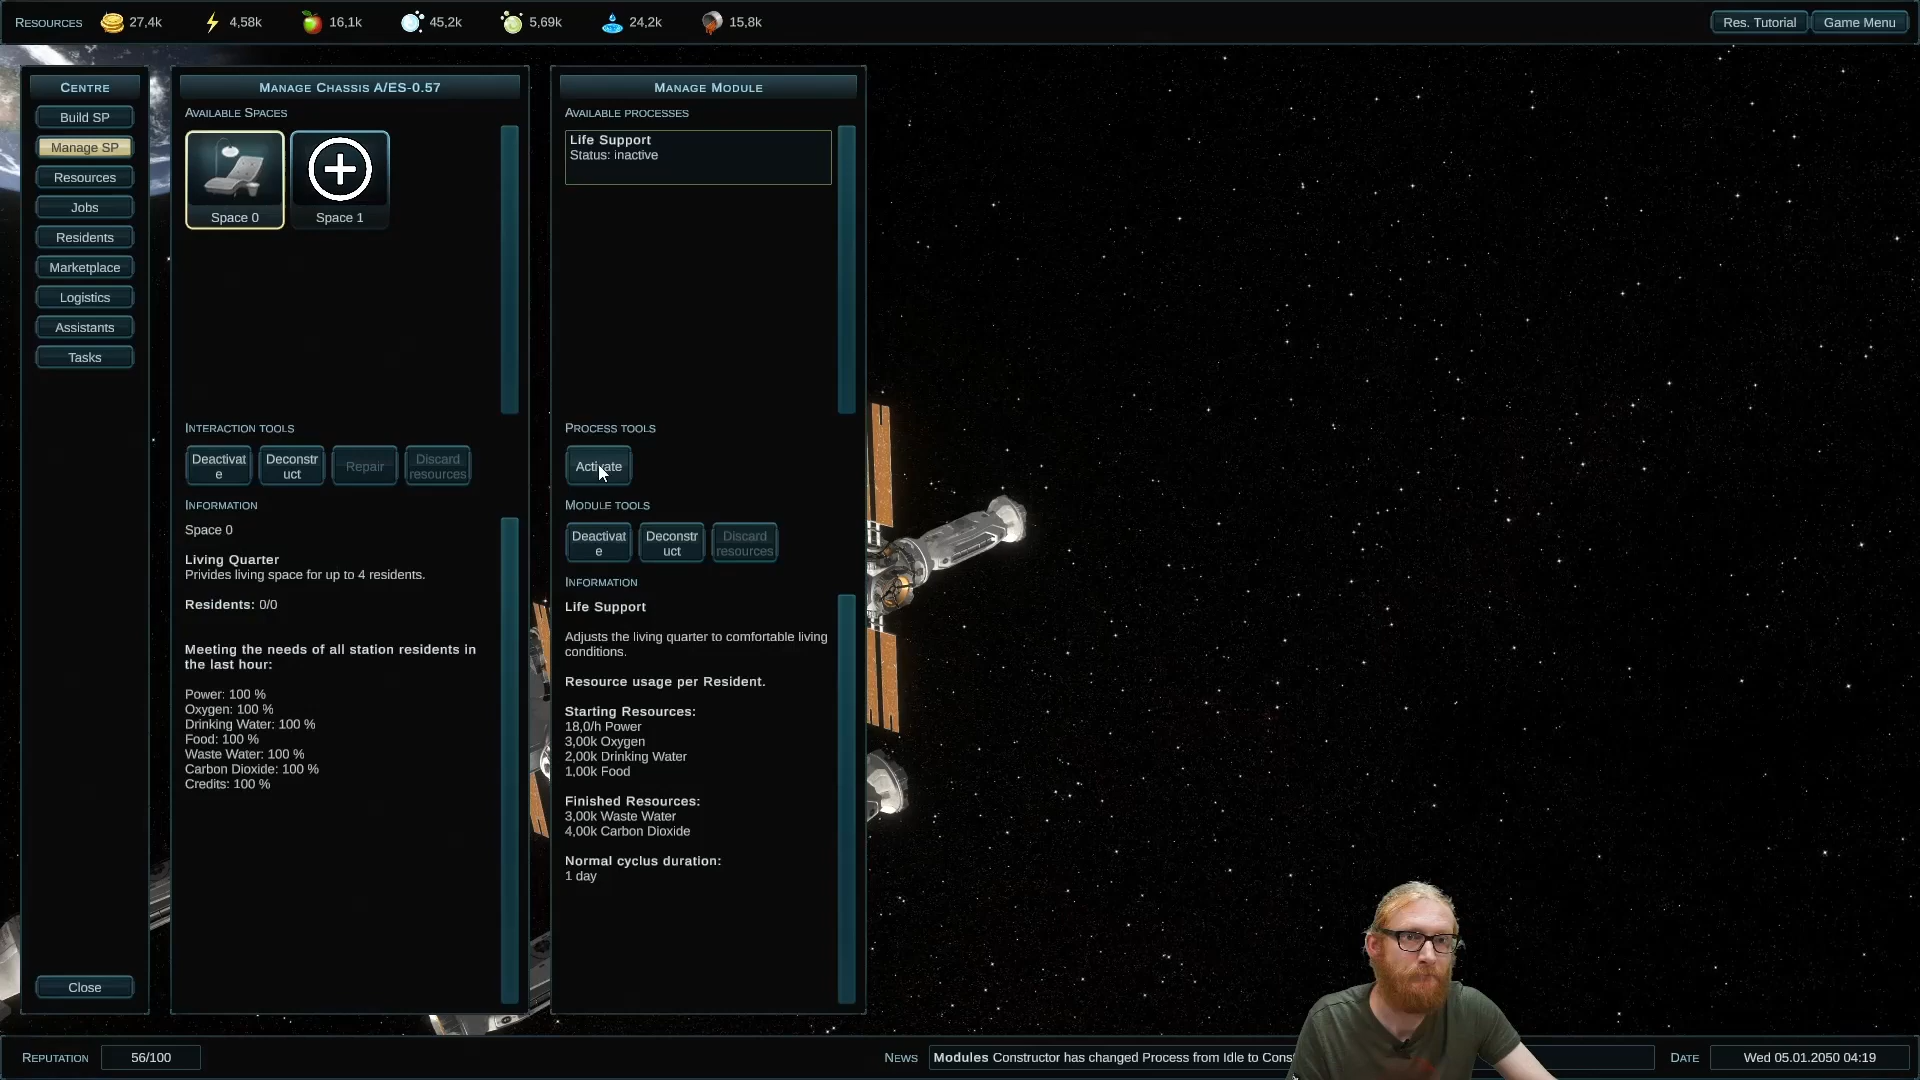 RESOURCES 27,4k 4,58k 16,1k 45,2k 5,69k 24,2k 15,8k Res. Tutorial Game Menu
CENTRE
Build SP
Manage SP
Resources
Jobs
Residents
Marketplace
Logistics
Assistants
Tasks
Close
MANAGE CHASSIS A/ES-0.57
AVAILABLE SPACES
Space 0 Space 1
INTERACTION TOOLS
Deactivat
e
Deconstr
uct
Repair
Discard
resources
INFORMATION
Space 0
Living Quarter
Privides living space for up to 4 residents.
Residents: 0/0
Meeting the needs of all station residents in
the last hour:
Power: 100 %
Oxygen: 100 %
Drinking Water: 100 %
Food: 100 %
Waste Water: 100 %
Carbon Dioxide: 100 %
Credits: 100 %
MANAGE MODULE
AVAILABLE PROCESSES
Life Support
Status: inactive
PROCESS TOOLS
Activate
MODULE TOOLS
Deactivat
e
Deconstr
uct
Discard
resources
INFORMATION
Life Support
Adjusts the living quarter to comfortable living
conditions.
Resource usage per Resident.
Starting Resources:
18,0/h Power
3,00k Oxygen
2,00k Drinking Water
1,00k Food
Finished Resources:
3,00k Waste Water
4,00k Carbon Dioxide
Normal cyclus duration:
1 day
REPUTATION 56/100
NEWS Modules Constructor has changed Process from Idle to
DATE Wed 05.01.2050 04:19